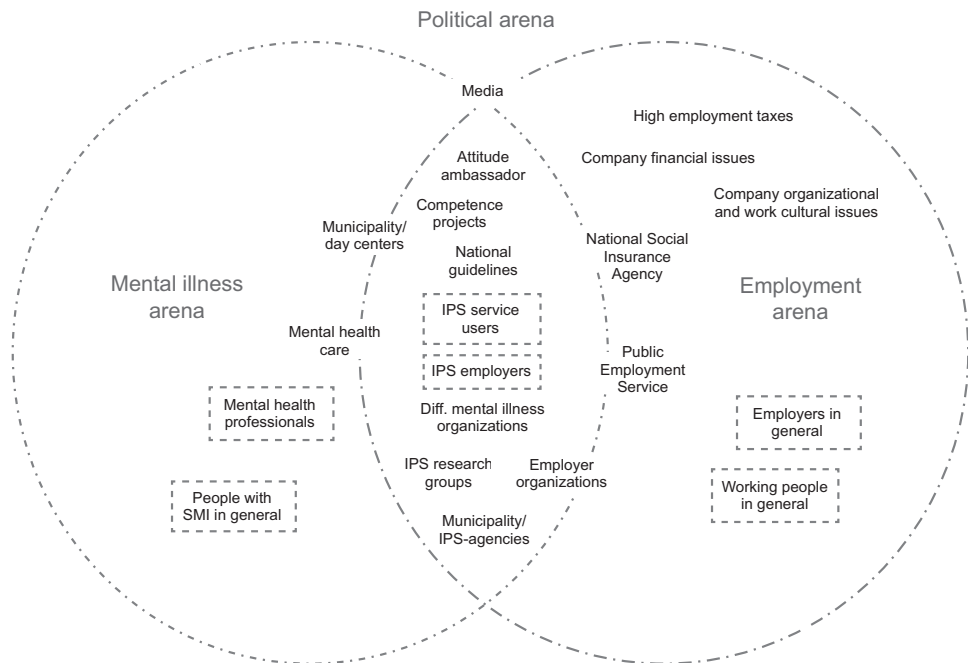 Political arena
Media
High employment taxes
Attitude
ambassador
Company financial issues
Company organizational
and work cultural issues
Competence
projects
Municipality/
day centers
National Social
Insurance
Agency
National
guidelines
Mental illness
arena
Employment
arena
IPS service
users
Mental health
care
IPS employers
Public
Employment
Service
Mental health
professionals
Diff. mental illness
organizations
Employers in
general
IPS research
groups
Employer
organizations
People with
SMI in general
Working people
in general
Municipality/
IPS-agencies